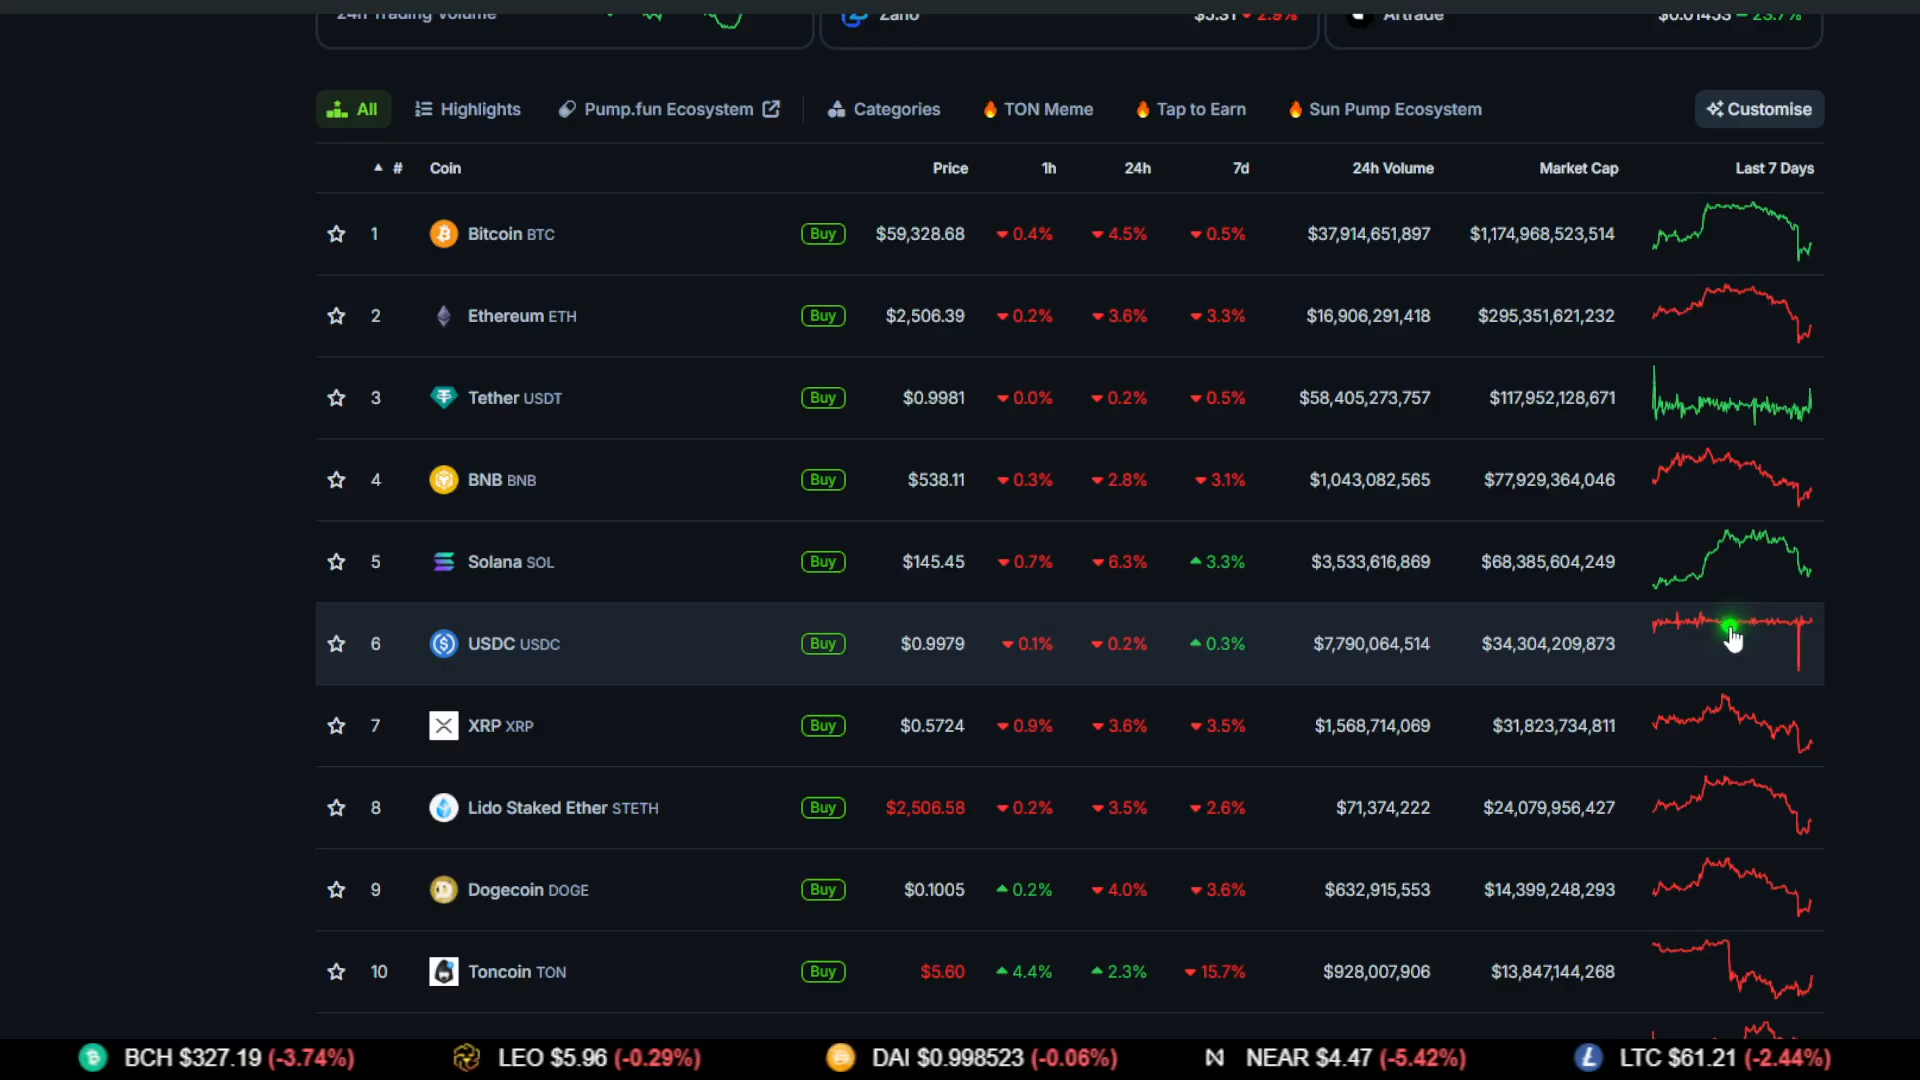 24h Trading Volume
Zano $5.31 2.9%
Artrade $0.01453 23.7%
All Highlights Pump.fun Ecosystem Categories TON Meme Tap to Earn Sun Pump Ecosystem Customise
# Coin Price 1h 24h 7d 24h Volume Market Cap Last 7 Days
1 Bitcoin BTC Buy $59,328.68 0.4% 4.5% 0.5% $37,914,651,897 $1,174,968,523,514
2 Ethereum ETH Buy $2,506.39 0.2% 3.6% 3.3% $16,906,291,418 $295,351,621,232
3 Tether USDT Buy $0.9981 0.0% 0.2% 0.5% $58,405,273,757 $117,952,128,671
4 BNB BNB Buy $538.11 0.3% 2.8% 3.1% $1,043,082,565 $77,929,364,046
5 Solana SOL Buy $145.45 0.7% 6.3% 3.3% $3,533,616,869 $68,385,604,249
6 USDC USDC Buy $0.9979 0.1% 0.2% 0.3% $7,790,064,514 $34,304,209,873
7 XRP XRP Buy $0.5724 0.9% 3.6% 3.5% $1,568,714,069 $31,823,734,811
8 Lido Staked Ether STETH Buy $2,506.58 0.2% 3.5% 2.6% $71,374,222 $24,079,956,427
9 Dogecoin DOGE Buy $0.1005 0.2% 4.0% 3.6% $632,915,553 $14,399,248,293
10 Toncoin TON Buy $5.60 4.4% 2.3% 15.7% $928,007,906 $13,847,144,268
BCH $327.19 (-3.74%) LEO $5.96 (-0.29%) DAI $0.998523 (-0.06%) NEAR $4.47 (-5.42%) LTC $61.21 (-2.44%)